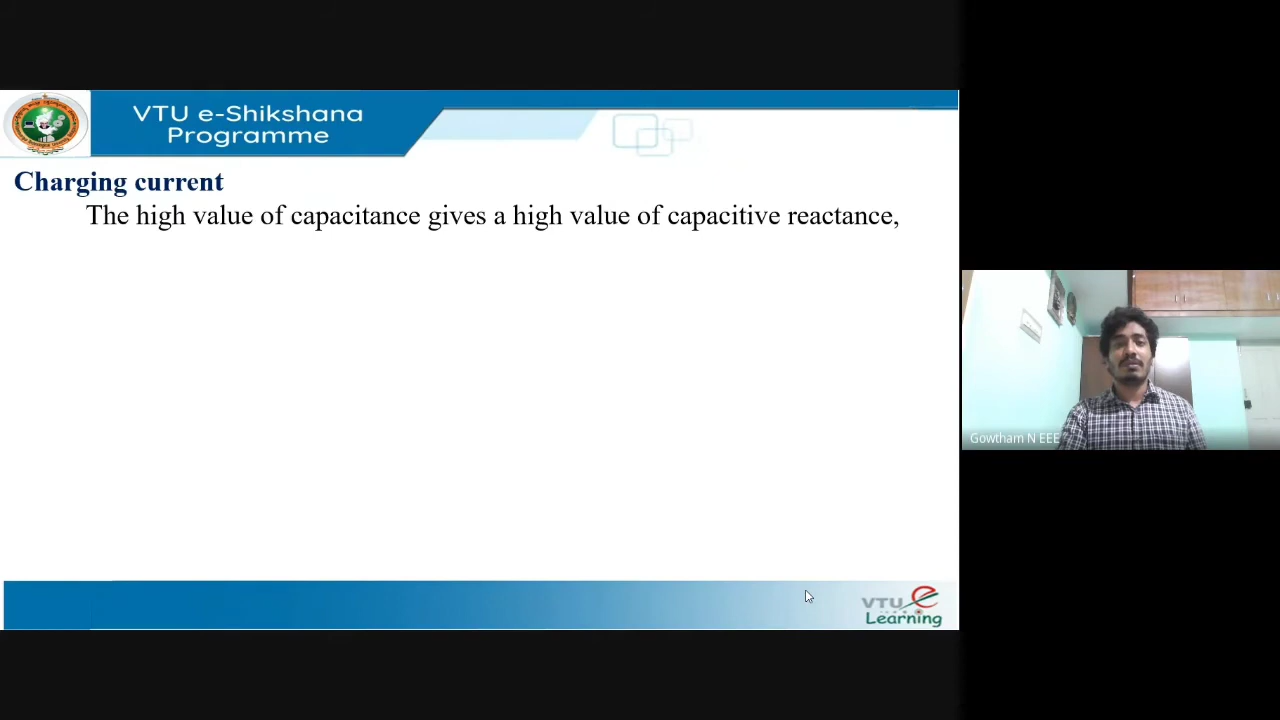 VTU e-Shikshana
Programme
Charging current
The high value of capacitance gives a high value of capacitive reactance,
Gowtham N EEE
VTU e
Learning